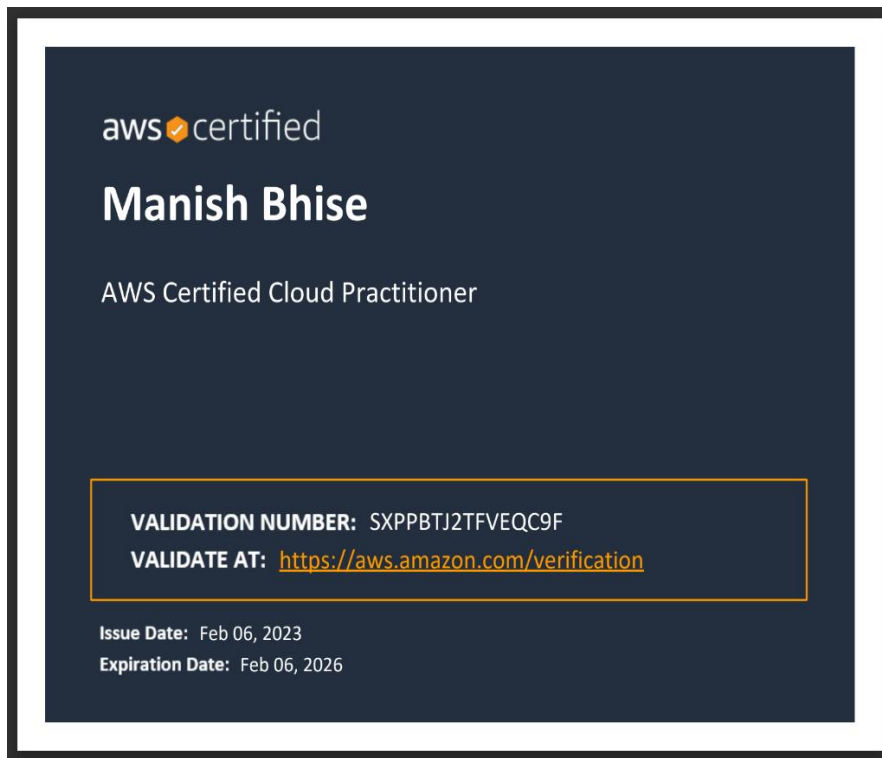 aws certified
Manish Bhise
AWS Certified Cloud Practitioner
VALIDATION NUMBER: SXPPBTJ2TFVEQC9F
VALIDATE AT: https://aws.amazon.com/verification
Issue Date: Feb 06, 2023
Expiration Date: Feb 06, 2026